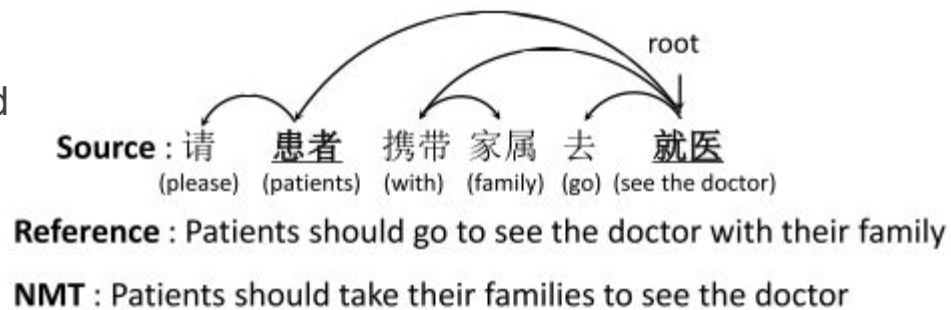 root
d
Source : 请 患者 携带 家属 去 就医
(please) (patients) (with) (family) (go) (see the doctor)
Reference : Patients should go to see the doctor with their family
NMT : Patients should take their families to see the doctor